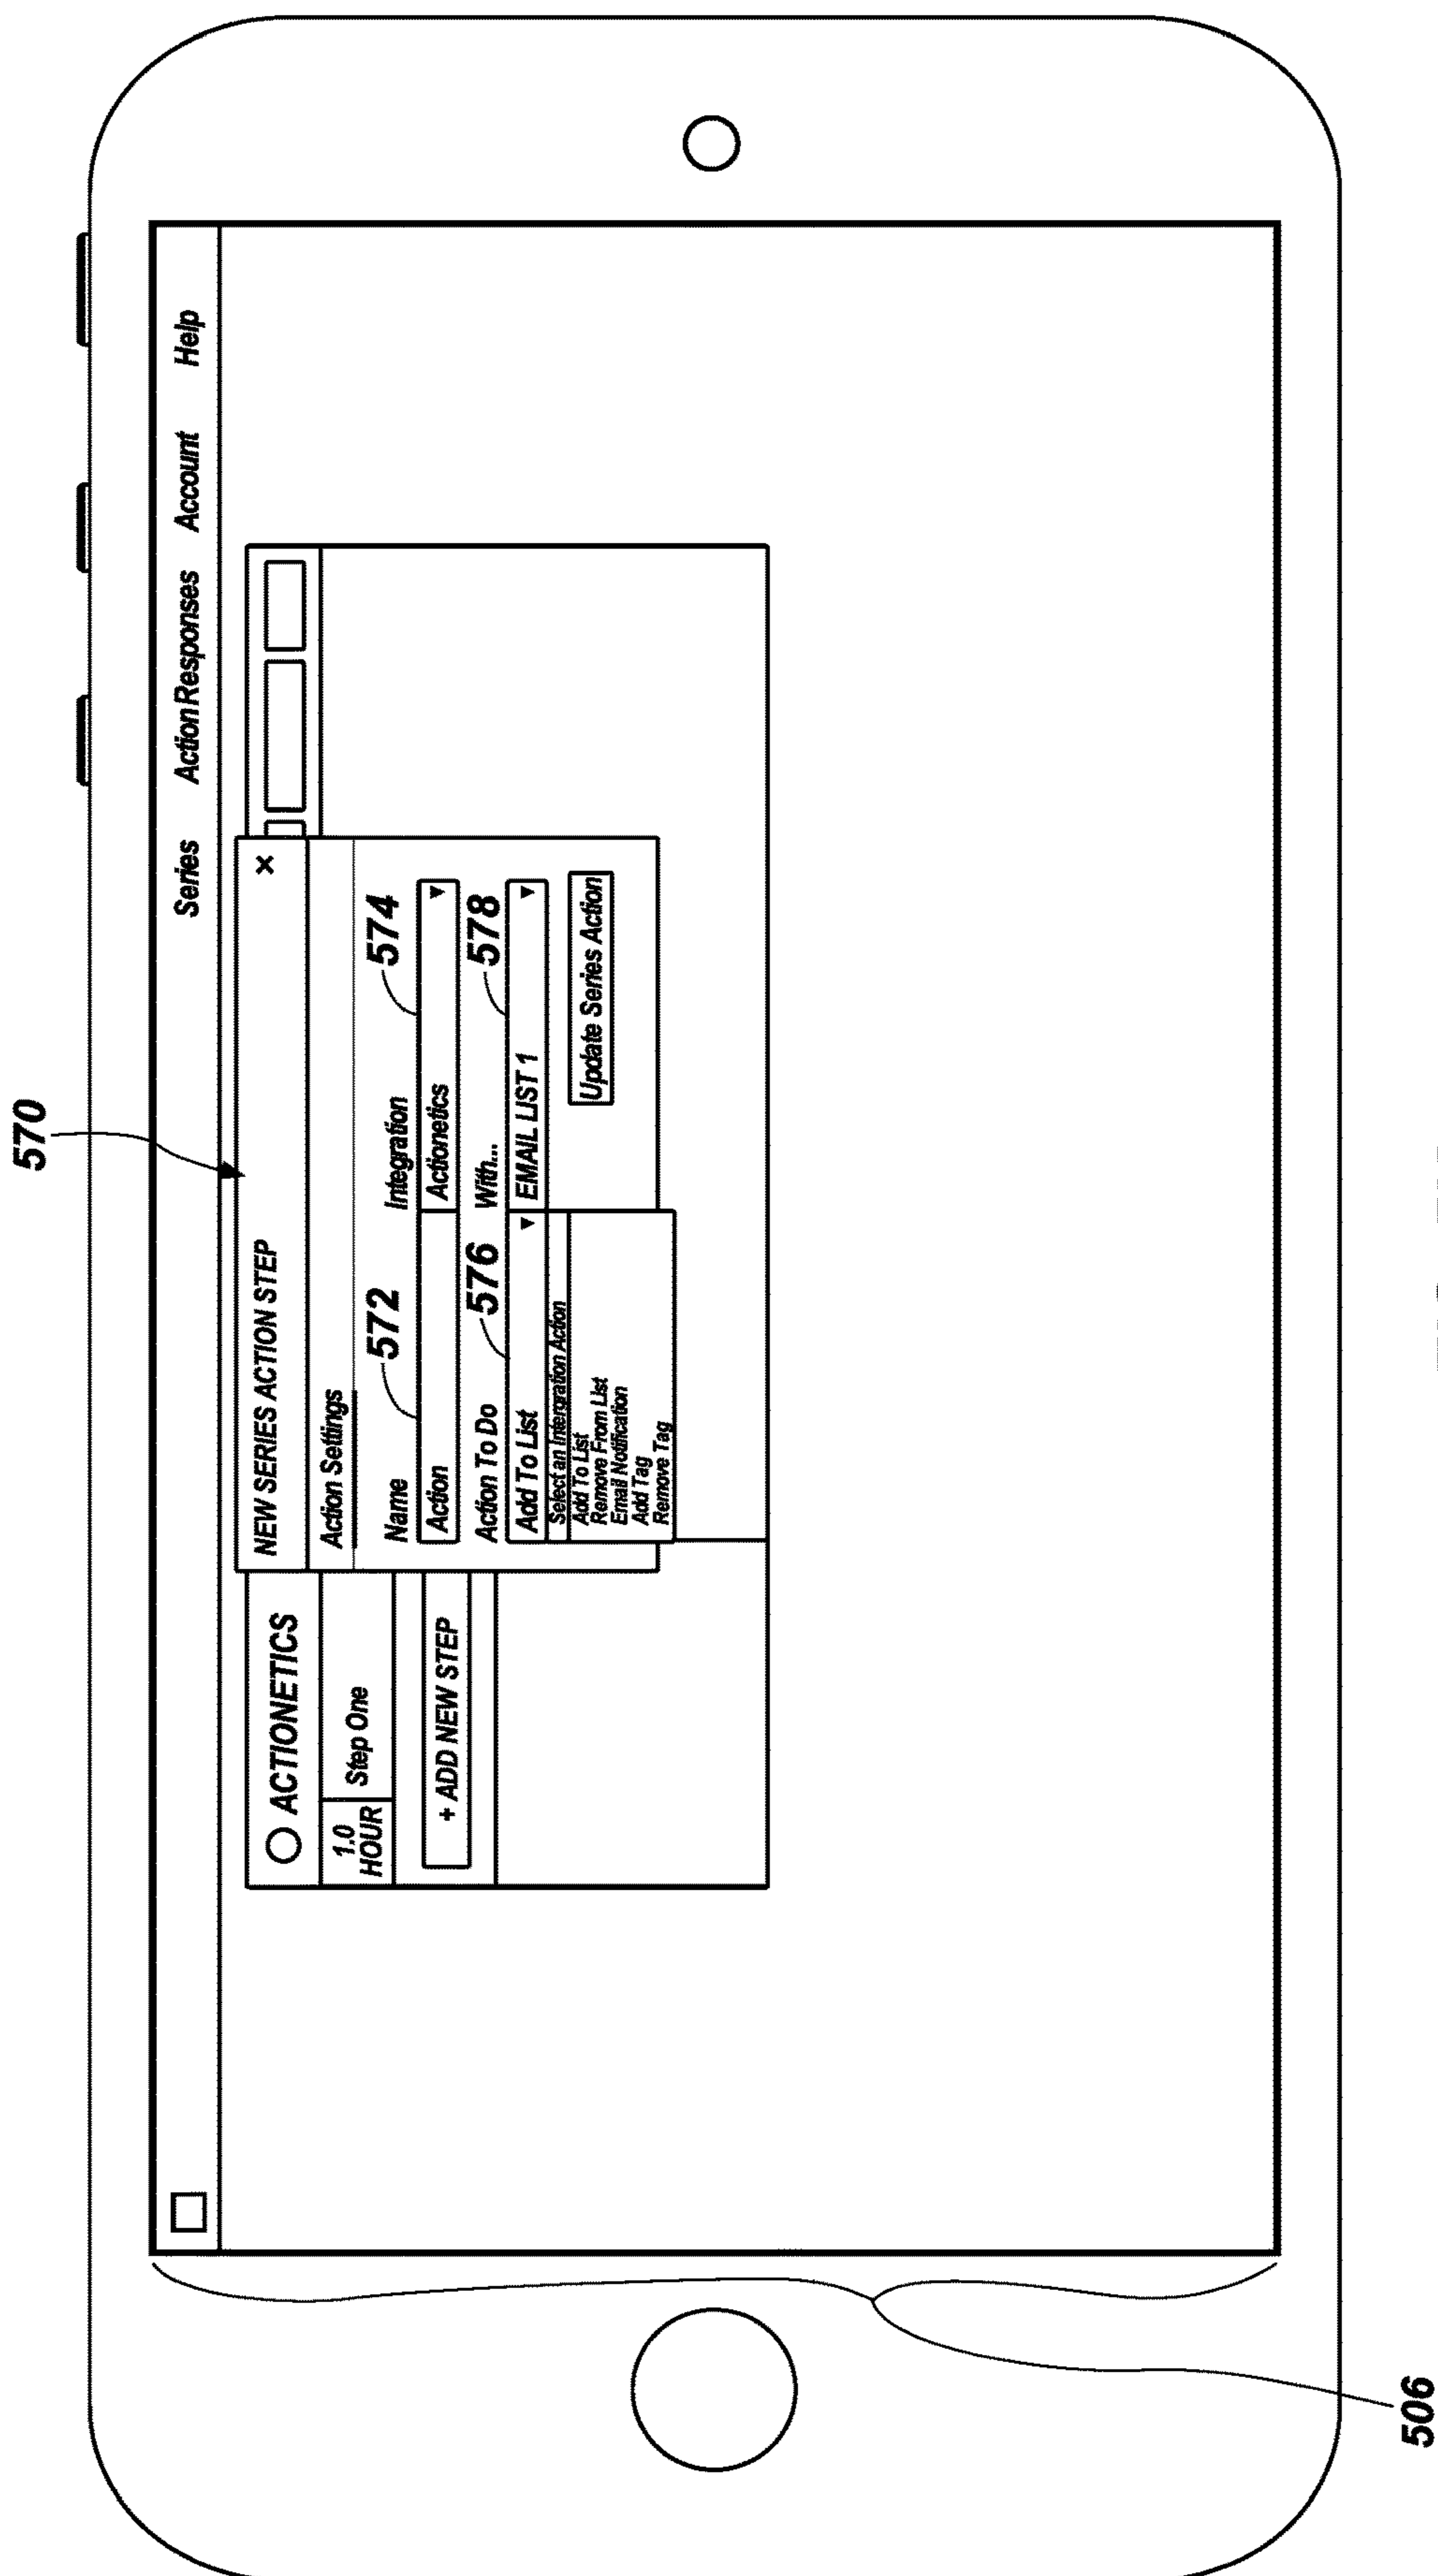 570
Series ActionResponses Account Help
ACTIONETICS
NEW SERIES ACTION STEP ×
1.0
HOUR
Step One
Action Settings
572
574
Name Integration
Action Actionetics
+ ADD NEW STEP
576
578
Action To Do With...
Add To List EMAIL LIST 1
Select an Intergration Action
Add To List
Remove From List
Email Notification
Add Tag
Remove Tag
Update Series Action
506